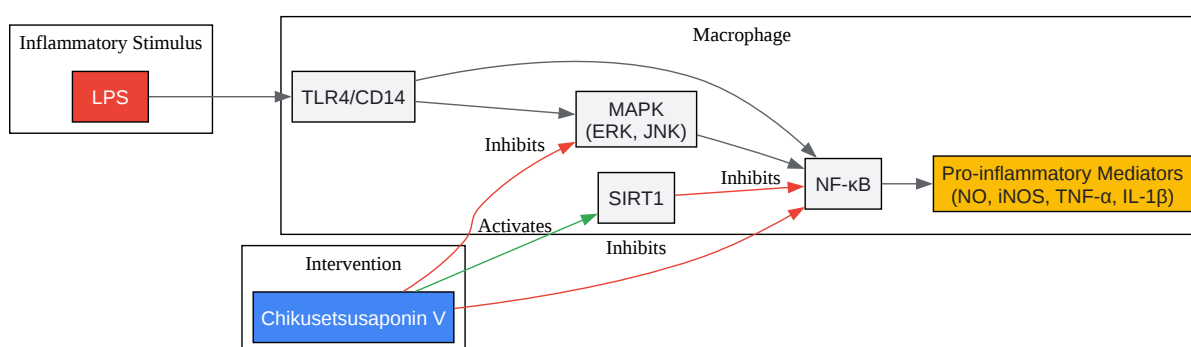 Inflammatory Stimulus
LPS
Macrophage
TLR4/CD14
MAPK
(ERK, JNK)
Inhibits
SIRT1
Inhibits
NF-κB
Pro-inflammatory Mediators
(NO, iNOS, TNF-α, IL-1β)
Activates
Inhibits
Intervention
Chikusetsusaponin V